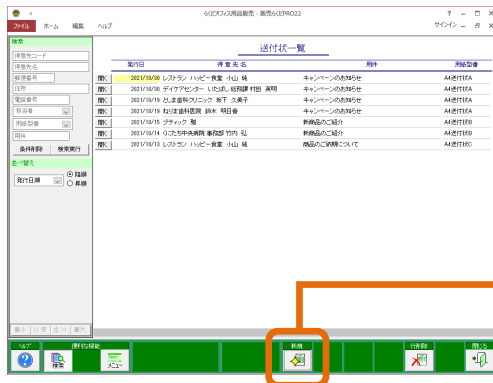 らくだオフィス用品販売 - 販売らくだPRO22
ファイル ホーム 編集 ヘルプ サインイン
検索
送付状一覧
得意先コード
得意先名
郵便番号
住所
電話番号
担当者
用紙型番
用件
条件削除 検索実行
並べ替え
発行日順 降順
昇順
発行日 得意先名 用件 用紙型番
開く 2021/10/30 レストラン ハッピー食堂 小山 純 キャンペーンのお知らせ A4送付状A
開く 2021/10/30 デイケアセンター いたばし 総務課 村田 英明 キャンペーンのお知らせ A4送付状A
開く 2021/10/19 としま歯科クリニック 坂下 久美子 キャンペーンのお知らせ A4送付状A
開く 2021/10/19 ねりま歯科医院 鈴木 明日香 キャンペーンのお知らせ A4送付状A
開く 2021/10/15 ブティック 雅 新商品のご紹介 A4送付状B
開く 2021/10/14 くにたち中央病院 事務部 竹内 弘 新商品のご紹介 A4送付状B
開く 2021/10/13 レストラン ハッピー食堂 小山 純 商品のご納期について A4送付状C
最小 << 戻 次 >> 最大
ヘルプ 便利な機能 新規 行削除 閉じる
検索 メニュー